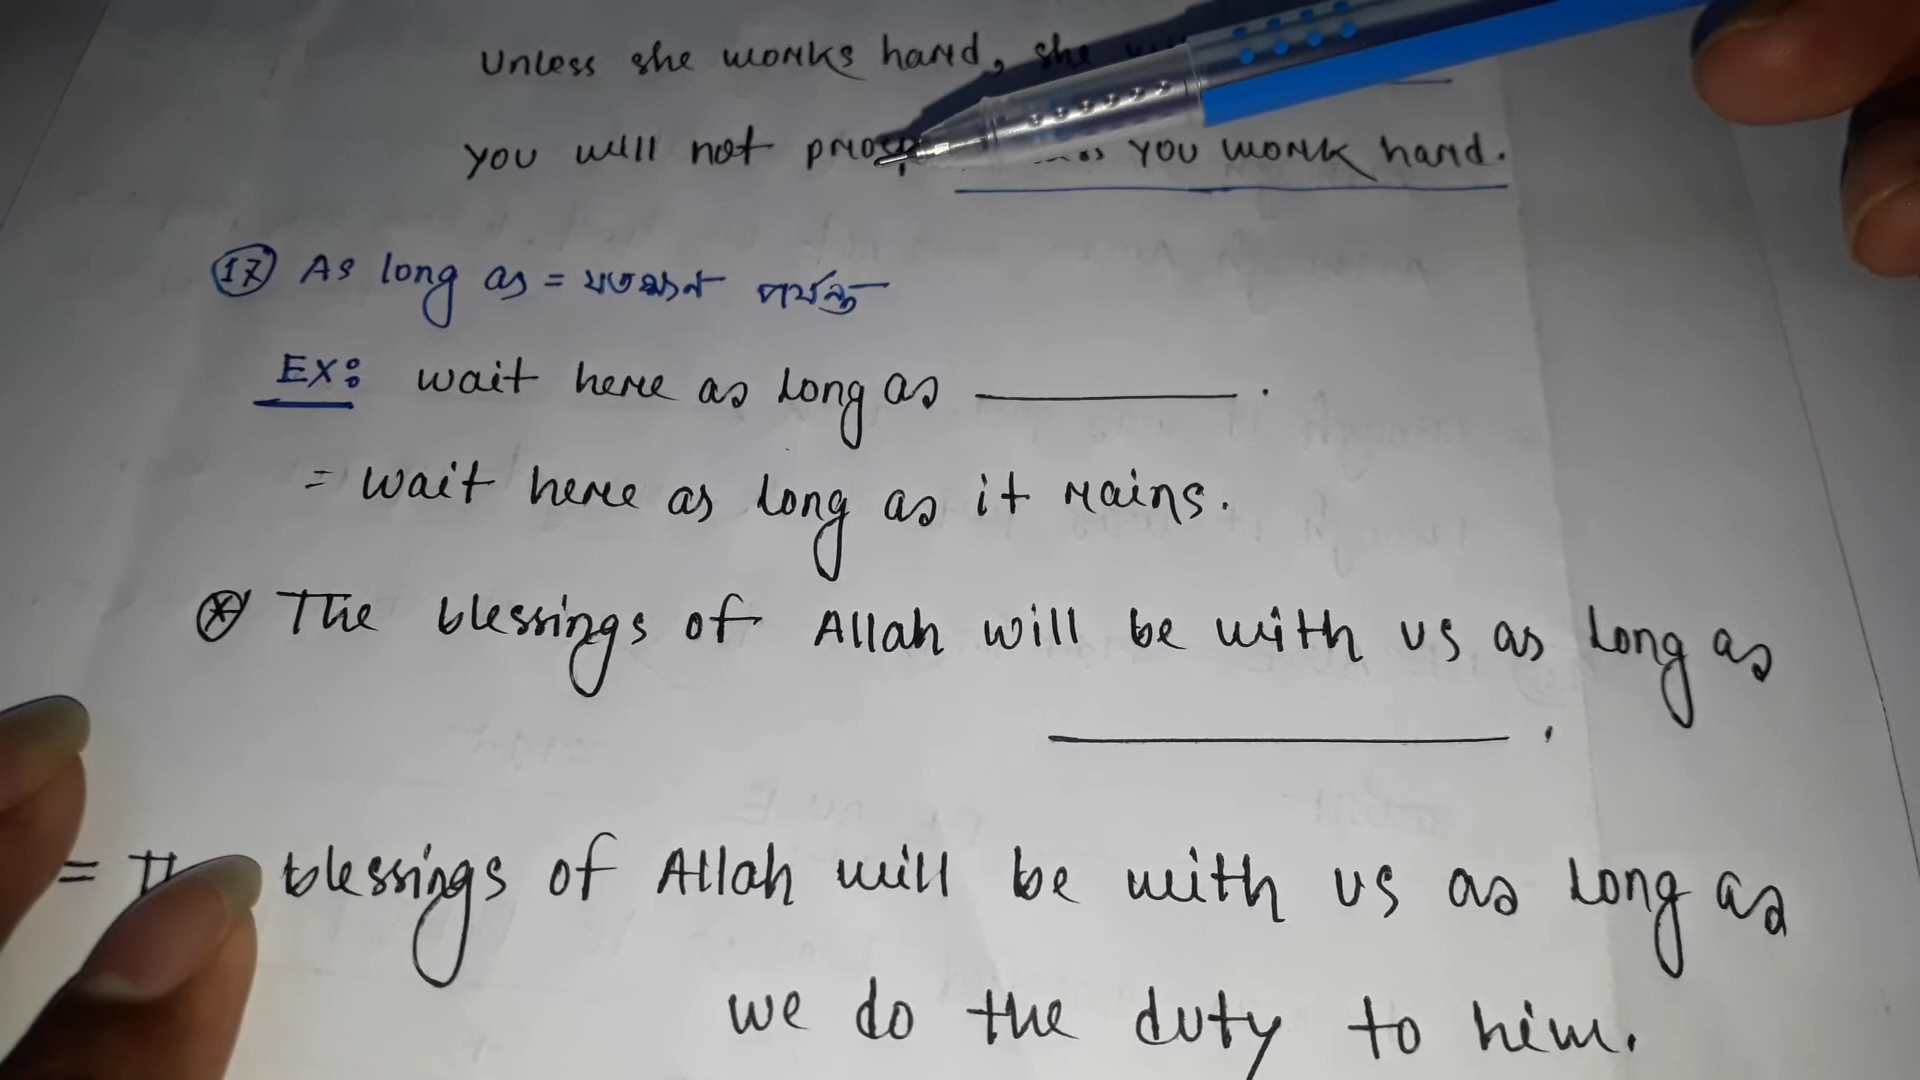 Unless she works hard, she
you will not you work hard.
(17) As long as = যতক্ষণ পর্যন্ত
Ex: wait here as long as ________ .
= wait here as long as it rains.
The blessings of Allah will be with us as long as
________ .
= blessings of Allah will be with us as long as
we do the duty to him.